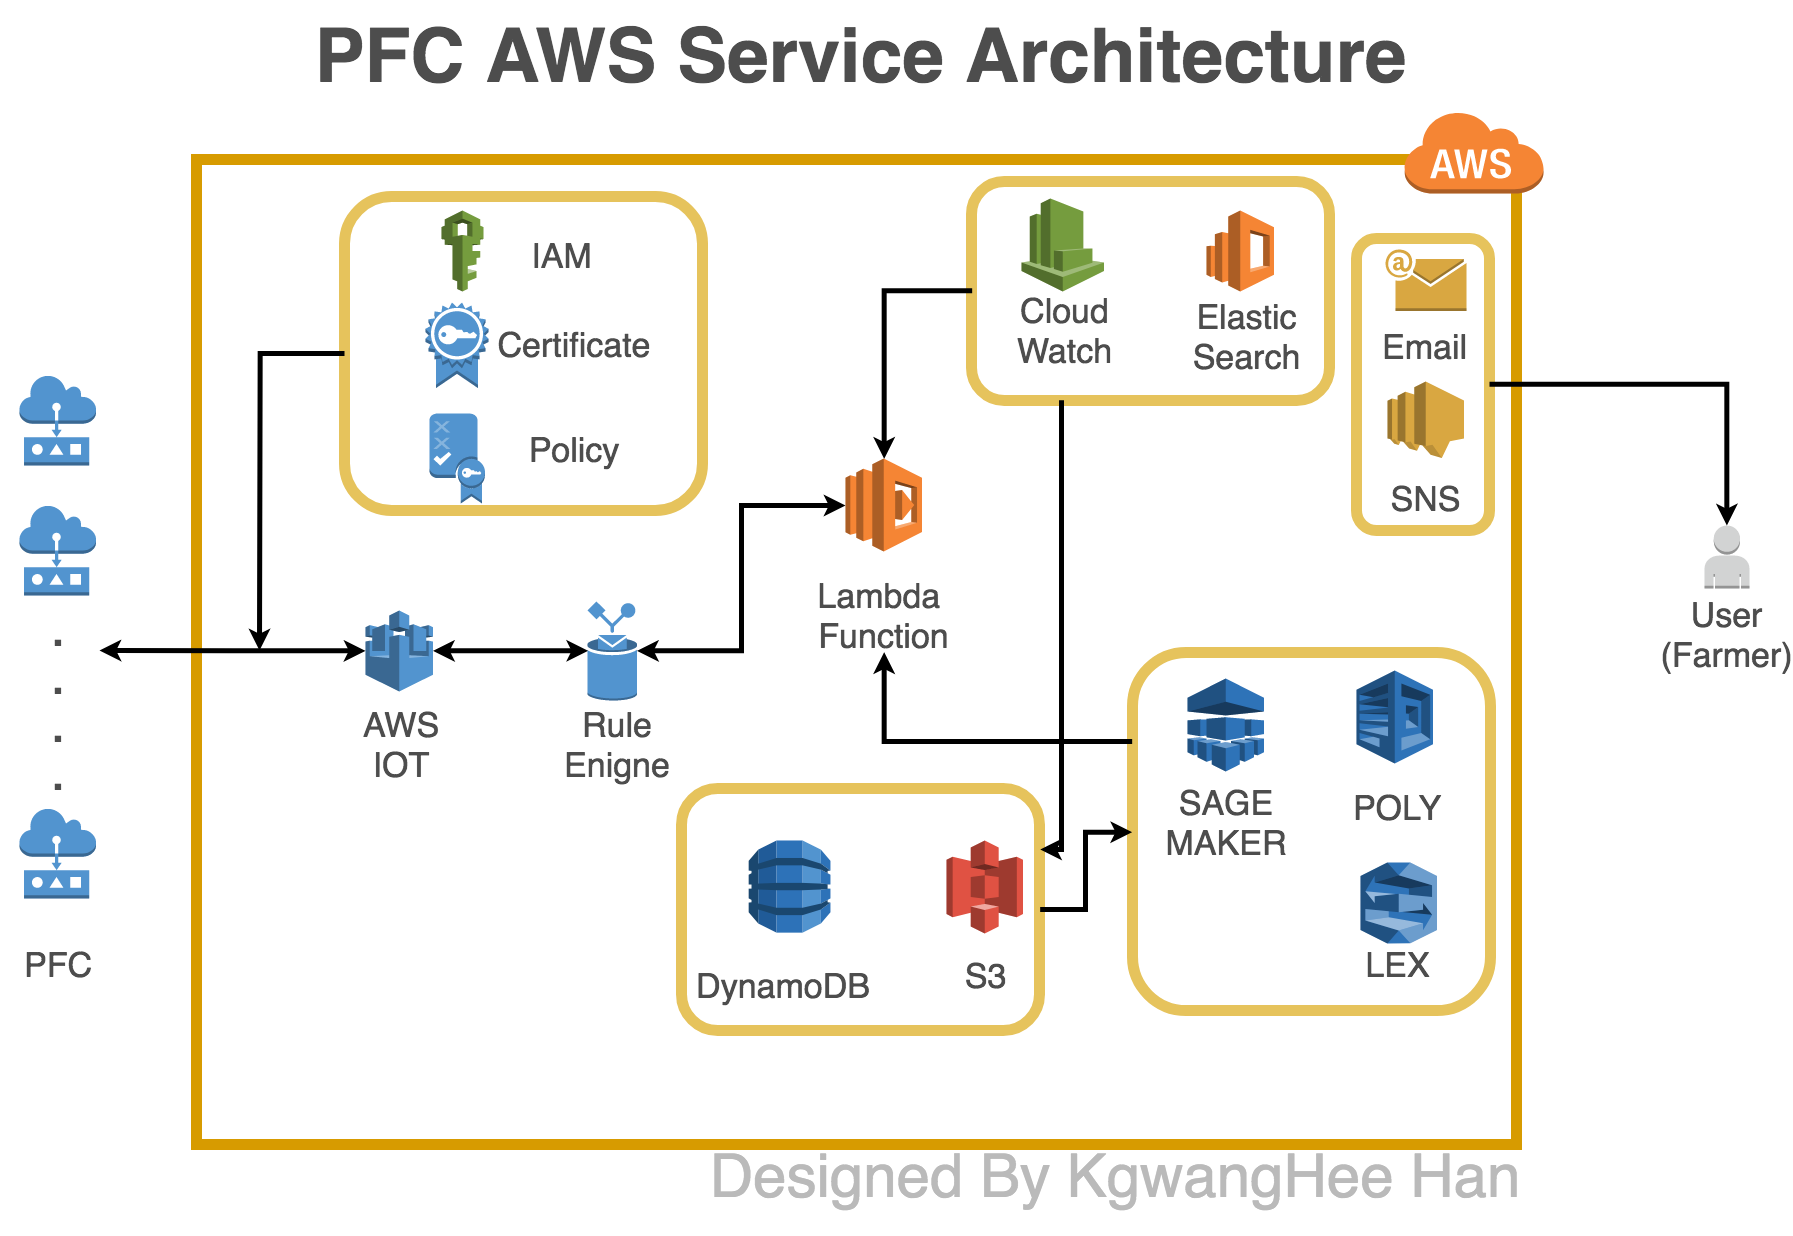 PFC AWS Service Architecture
AWS
IAM
Certificate
Policy
Cloud
Watch
Elastic
Search
@
Email
SNS
Lambda
Function
User
(Farmer)
AWS
IOT
Rule
Enigne
SAGE
MAKER
POLY
LEX
DynamoDB
S3
PFC
Designed By KgwangHee Han